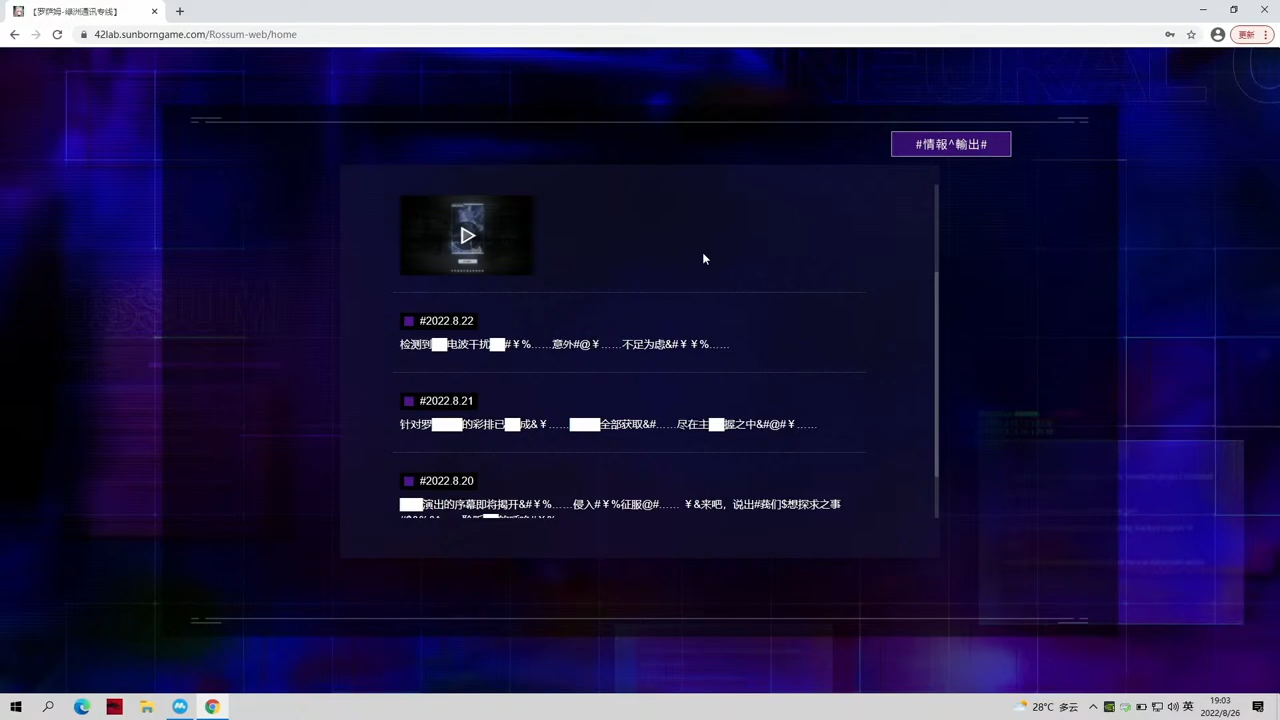 【罗萨姆-绿洲通讯专线】
42lab.sunborngame.com/Rossum-web/home
更新
#情報^輸出#
#2022.8.22
检测到██电波干扰██#￥%……意外#@￥……不足为虑&#￥￥%……
#2022.8.21
针对罗████的彩排已██成&￥……████全部获取&#……尽在主██握之中&#@#￥……
#2022.8.20
███演出的序幕即将揭开&#￥%……侵入#￥%征服@#……￥&来吧，说出#我们$想探求之事
28°C 多云
英
19:03
2022/8/26